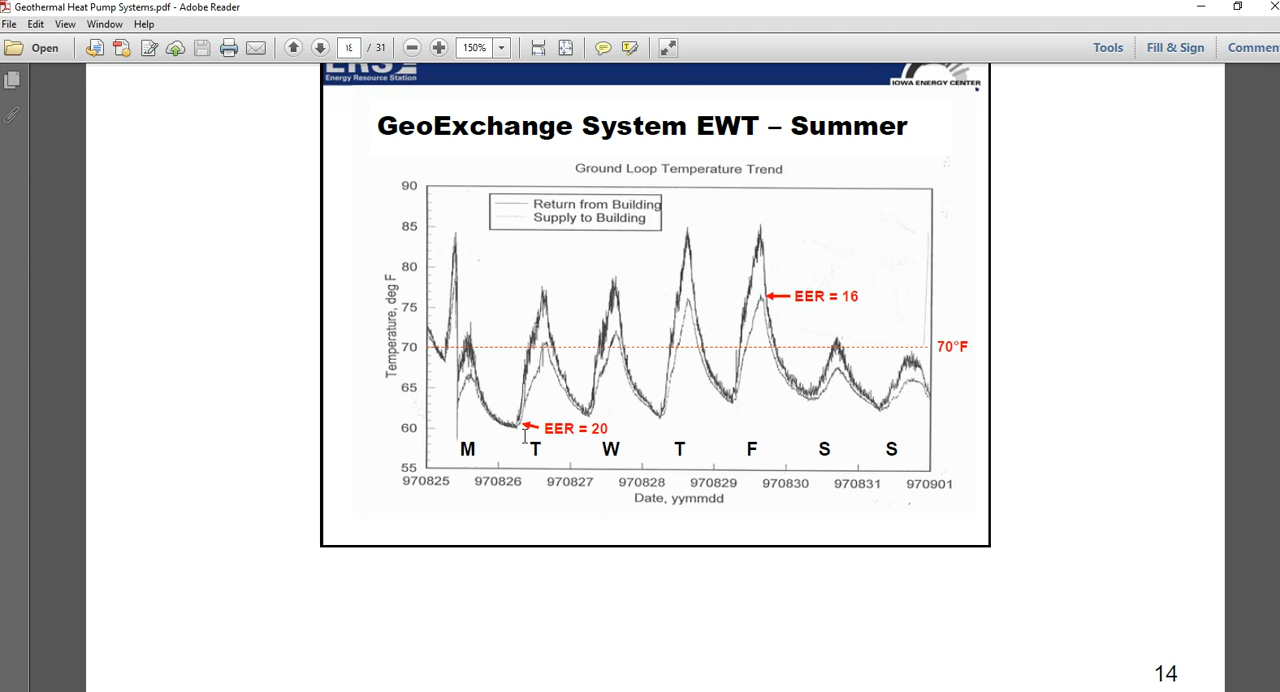 Geothermal Heat Pump Systems.pdf - Adobe Reader
File Edit View Window Help
Open / 31 150% Tools Fill & Sign Comment
Energy Resource Station IOWA ENERGY CENTER
GeoExchange System EWT – Summer
Ground Loop Temperature Trend
Return from Building
Supply to Building
Temperature, deg F
90
85
80
75
70
65
60
55
EER = 16
70°F
EER = 20
M T W T F S S
970825 970826 970827 970828 970829 970830 970831 970901
Date, yymmdd
14